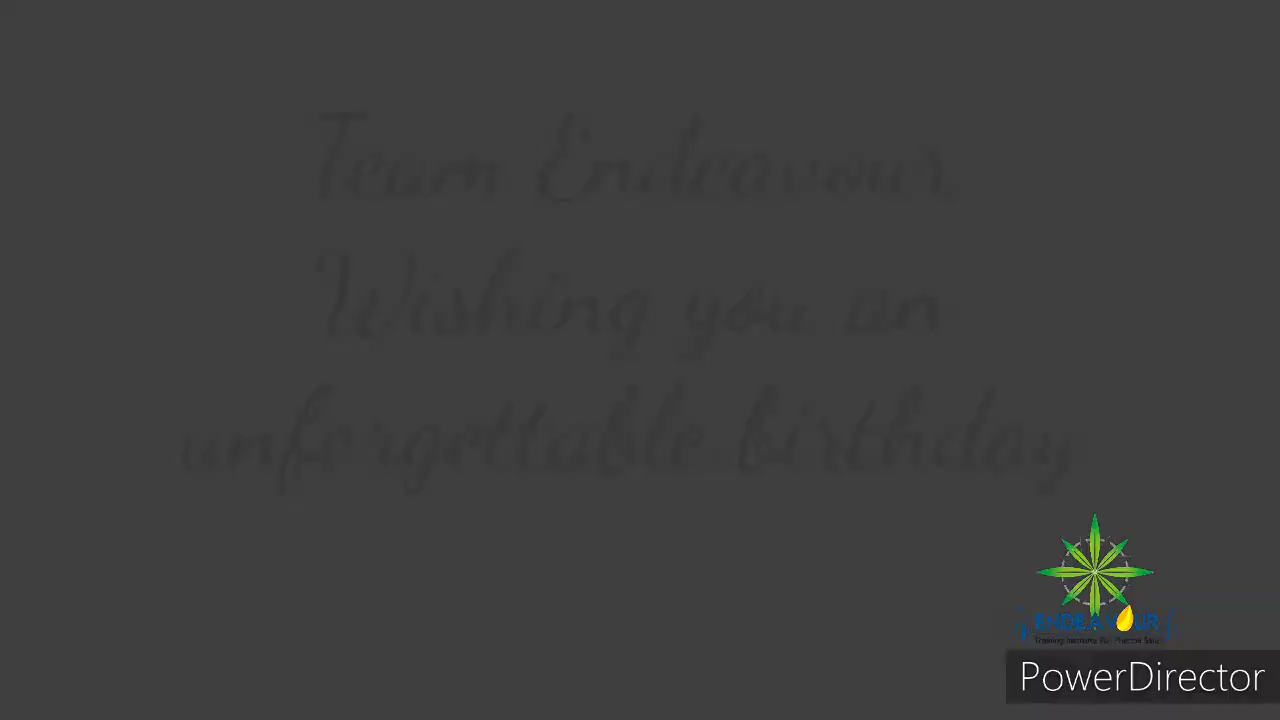 Team Endeavour
Wishing you an
unforgettable birthday
ENDEAVOUR
PowerDirector